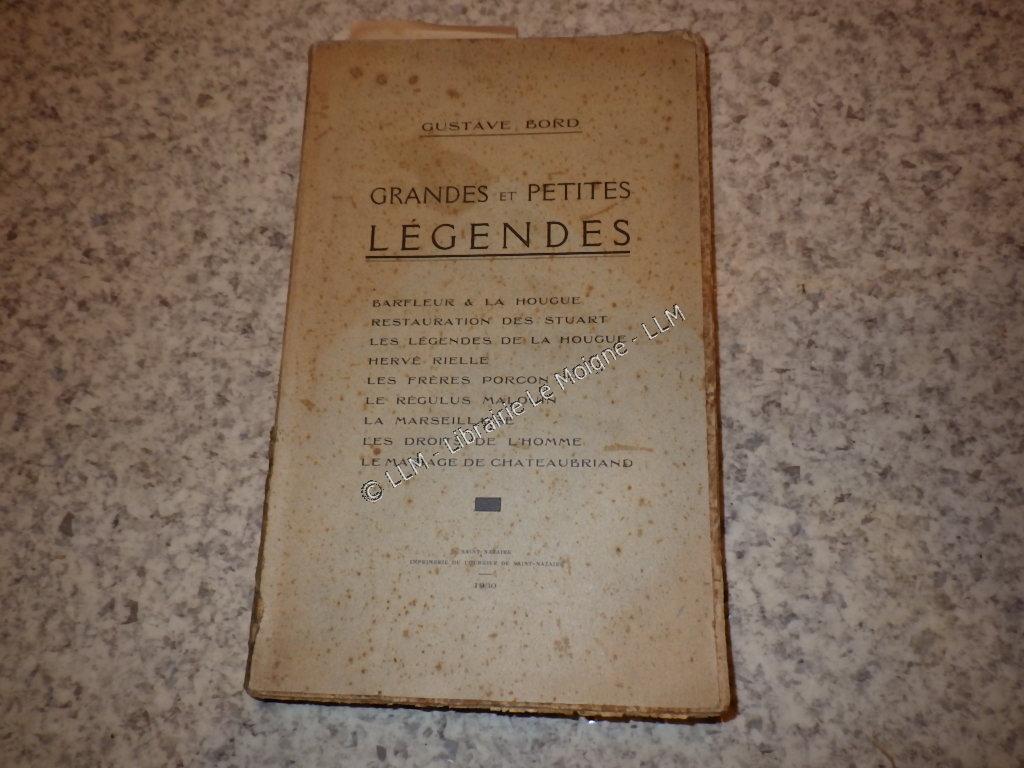 GUSTAVE BORD
GRANDES ET PETITES
LÉGENDES
BARFLEUR & LA HOUGUE
RESTAURATION DES STUART
LES LÉGENDES DE LA HOUGUE
HERVÉ RIELLE
LES FRÈRES PORCON
LE RÉGULUS MALOUIN
LA MARSEILLAISE
LES DROITS DE L'HOMME
LE MARIAGE DE CHATEAUBRIAND
© LLM - Librairie Le Moigne - LLM
SAINT-NAZAIRE
IMPRIMERIE DU COURRIER DE SAINT-NAZAIRE
1930